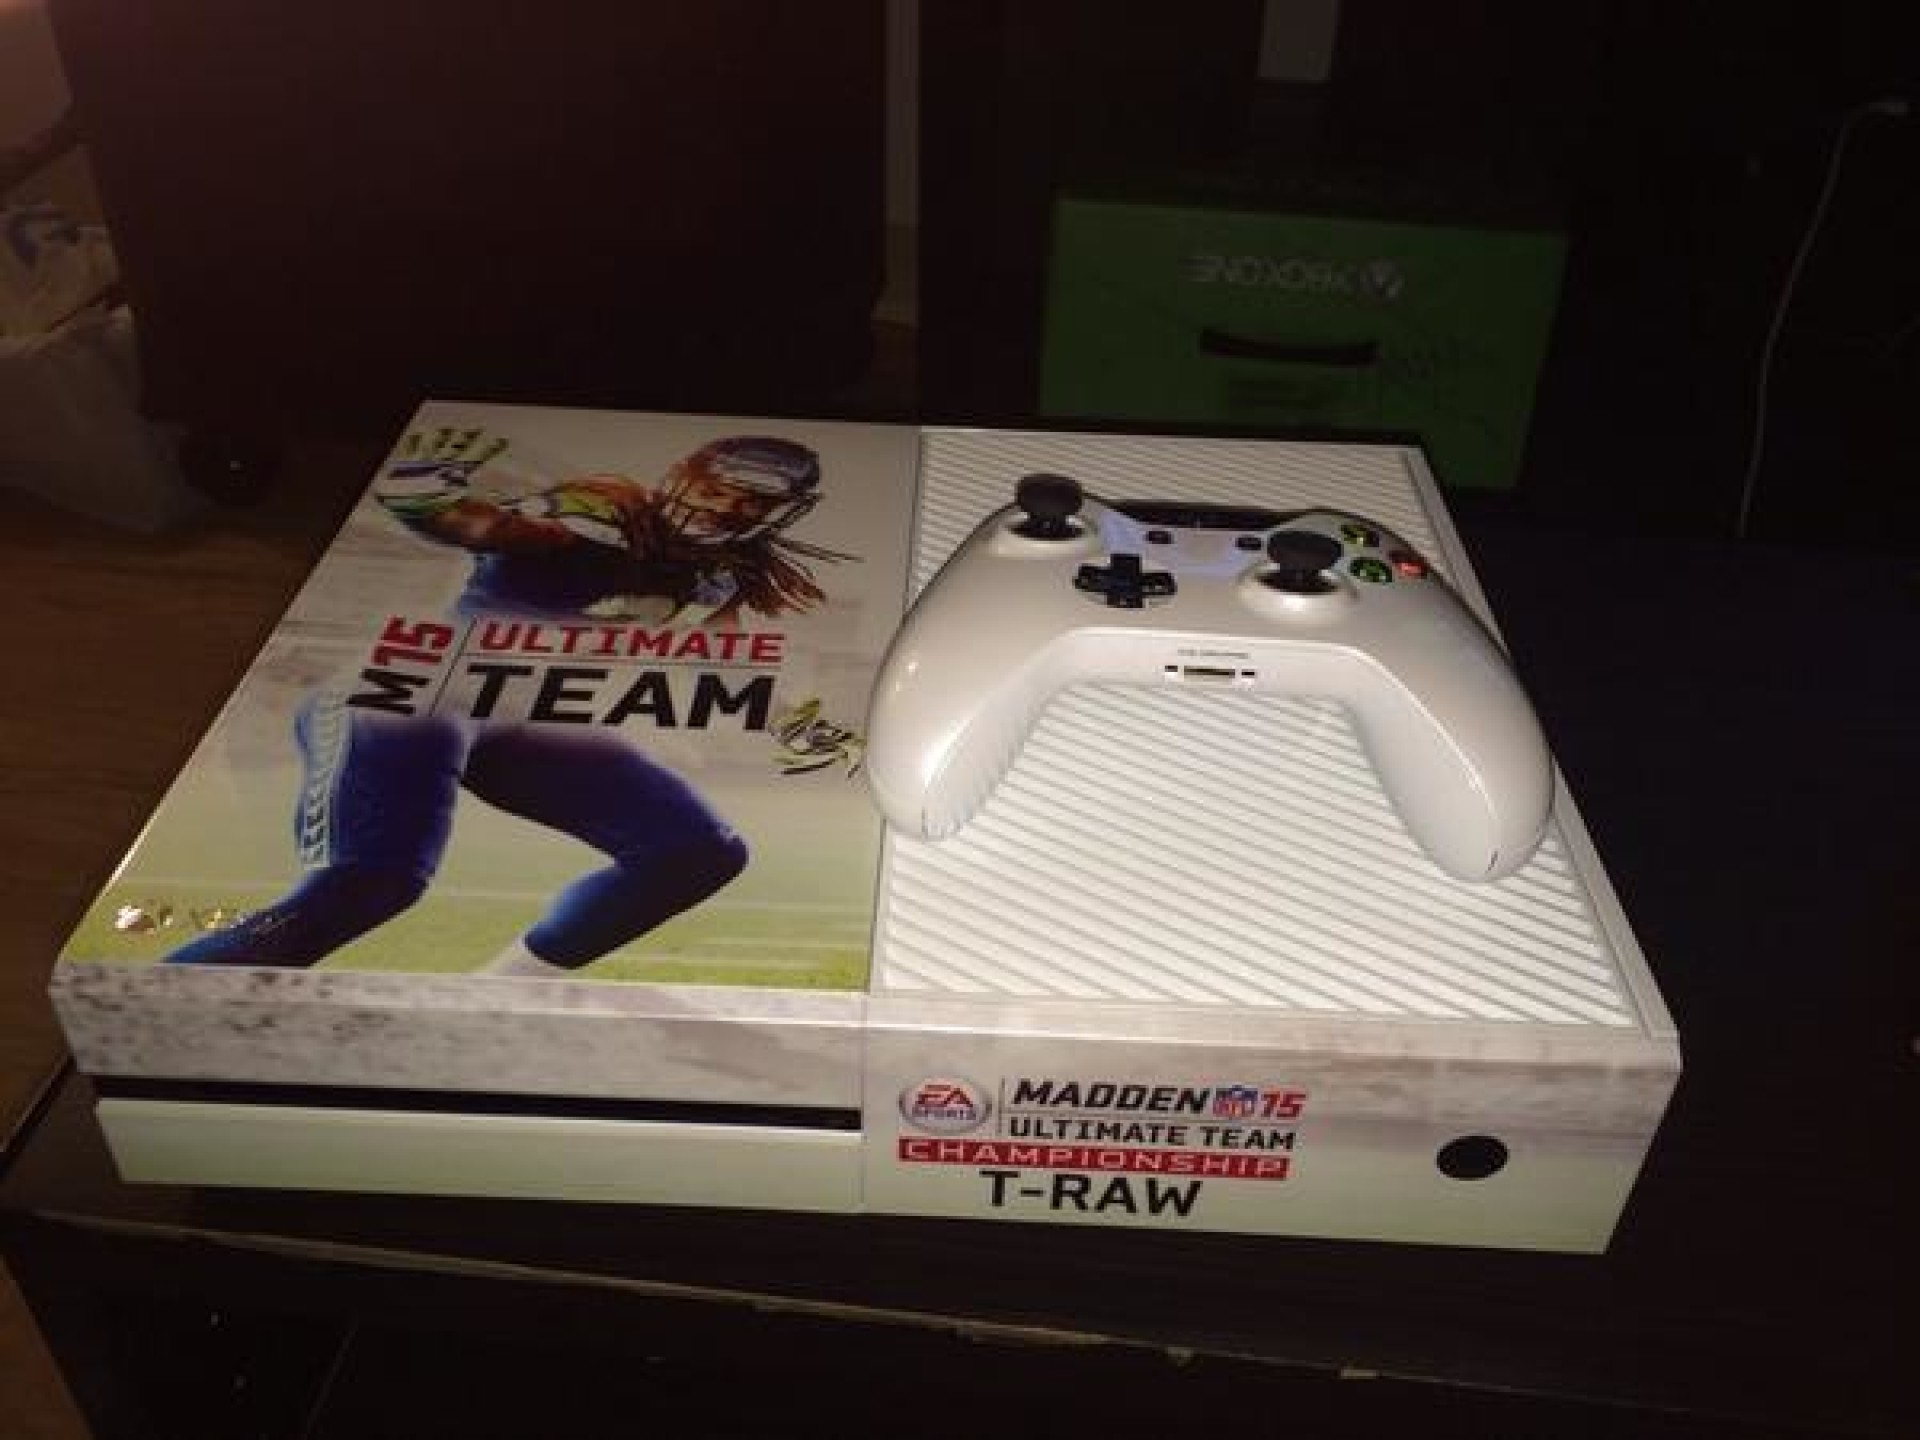 XBOX ONE
M15
ULTIMATE
TEAM
EA
SPORTS
MADDEN NFL 15
ULTIMATE TEAM
CHAMPIONSHIP
T-RAW